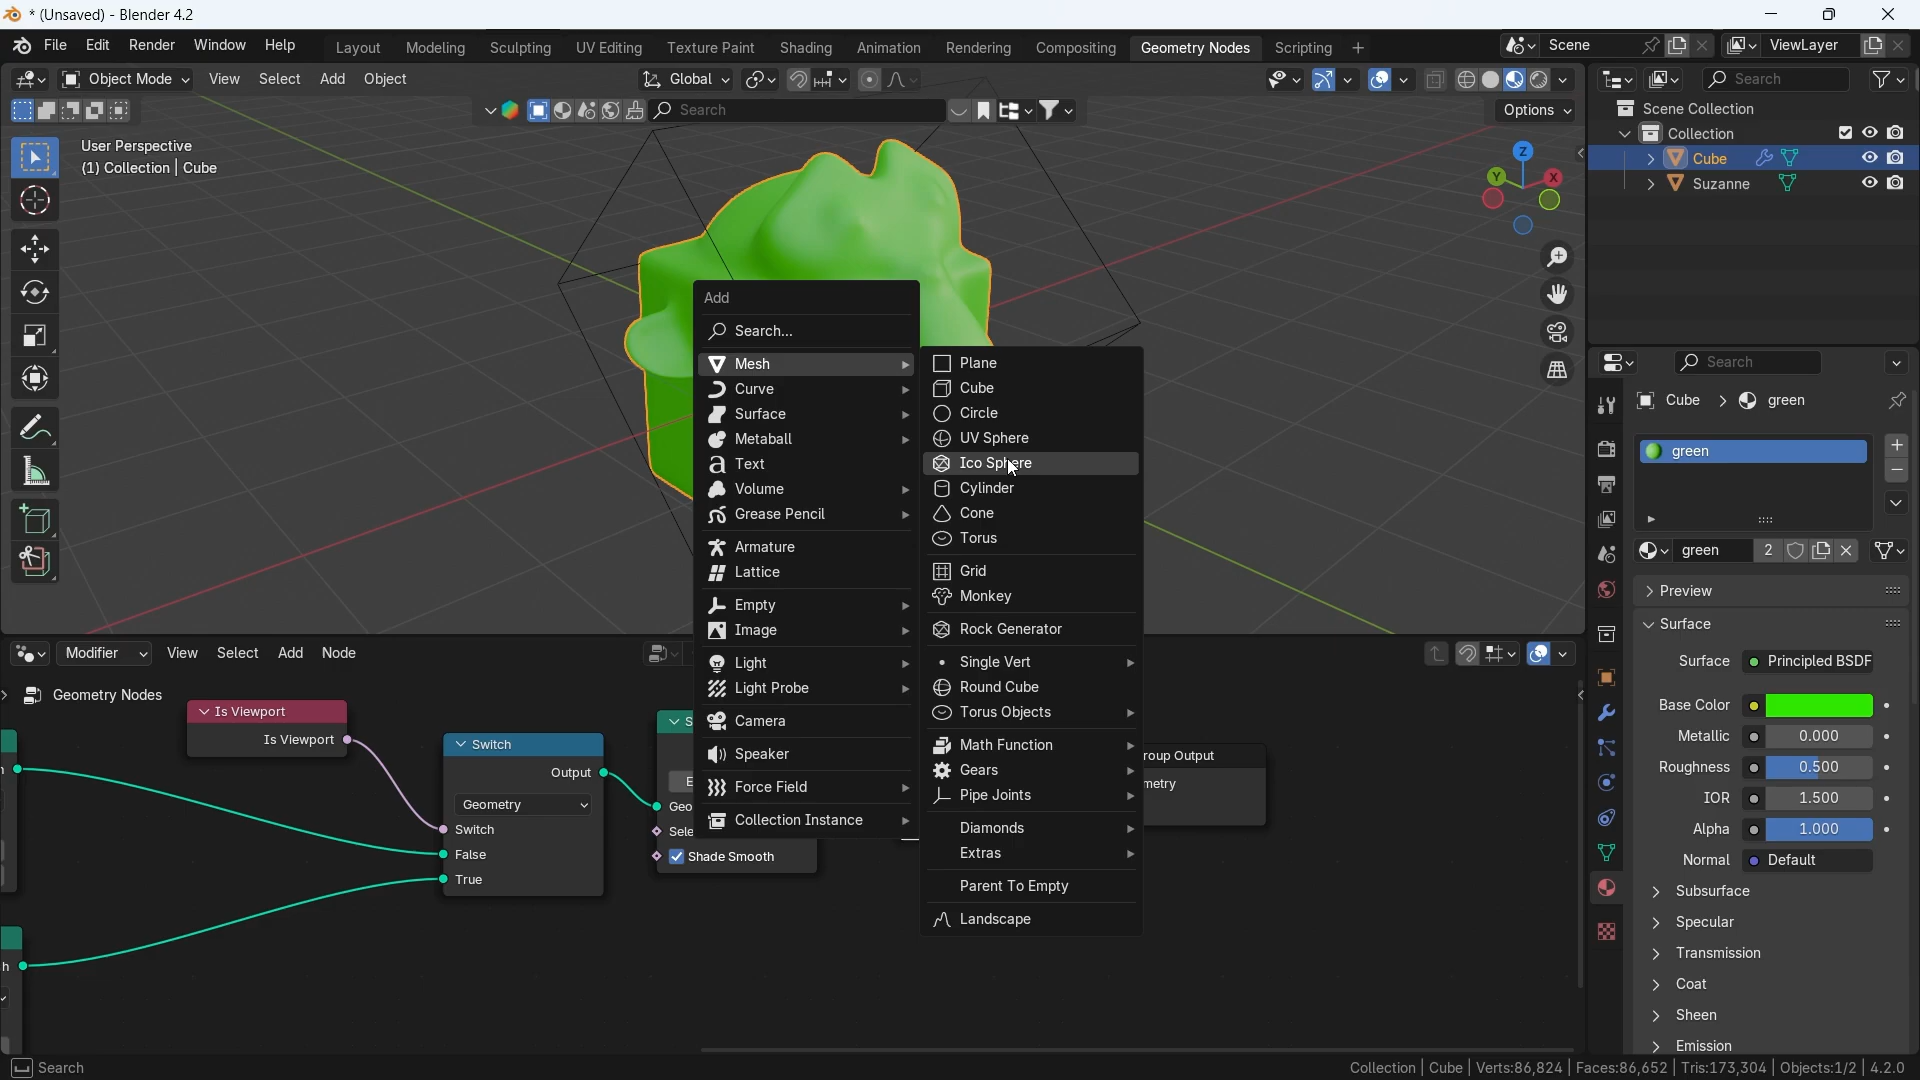 * (Unsaved) - Blender 4.2
File Edit Render Window Help
Layout Modeling Sculpting UV Editing Texture Paint Shading Animation Rendering Compositing Geometry Nodes Scripting +
Scene
ViewLayer
Object Mode View Select Add Object
Global
Search
Search
Options
User Perspective
(1) Collection | Cube
Z
Y
X
Scene Collection
Collection
Cube
Suzanne
Add
Search...
Mesh
Curve
Surface
Metaball
Text
Volume
Grease Pencil
Armature
Lattice
Empty
Image
Light
Light Probe
Camera
Speaker
Force Field
Collection Instance
Plane
Cube
Circle
UV Sphere
Ico Sphere
Cylinder
Cone
Torus
Grid
Monkey
Rock Generator
Single Vert
Round Cube
Torus Objects
Math Function
Gears
Pipe Joints
Diamonds
Extras
Parent To Empty
Landscape
Modifier View Select Add Node
Geometry Nodes
Is Viewport
Is Viewport
Switch
Output
Geometry
Switch
False
True
S
E
Geo
Sele
Shade Smooth
roup Output
metry
h
Search
Cube > green
green
green 2
Preview
Surface
Surface Principled BSDF
Base Color
Metallic 0.000
Roughness 0.500
IOR 1.500
Alpha 1.000
Normal Default
Subsurface
Specular
Transmission
Coat
Sheen
Emission
Search
Collection | Cube | Verts:86,824 | Faces:86,652 | Tris:173,304 | Objects:1/2 | 4.2.0